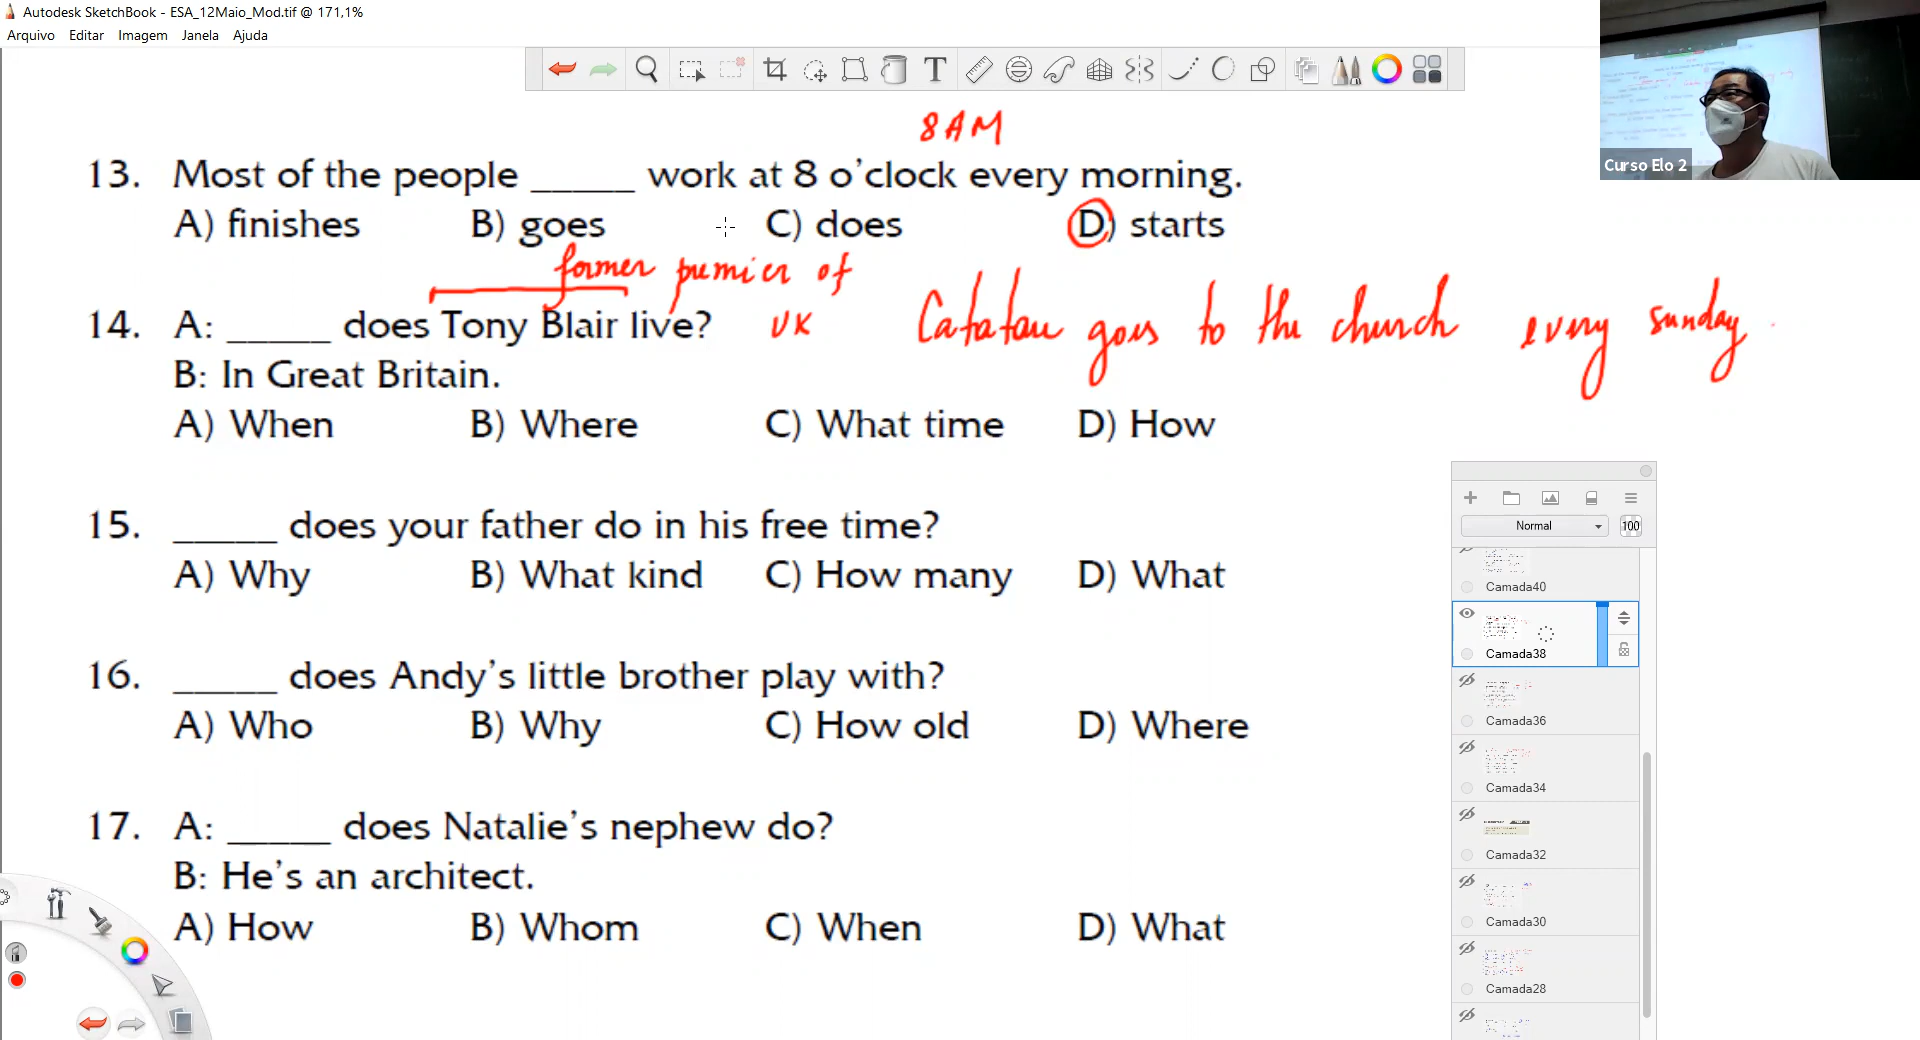 Autodesk SketchBook - ESA_12Maio_Mod.tif @ 171,1%
Arquivo Editar Imagem Janela Ajuda
T
Curso Elo 2
8 AM
13. Most of the people _____ work at 8 o'clock every morning.
A) finishes B) goes C) does D) starts
former premier of
UK
14. A: _____ does Tony Blair live?
Catatau goes to the church every sunday.
B: In Great Britain.
A) When B) Where C) What time D) How
15. _____ does your father do in his free time?
A) Why B) What kind C) How many D) What
16. _____ does Andy's little brother play with?
A) Who B) Why C) How old D) Where
17. A: _____ does Natalie's nephew do?
B: He's an architect.
A) How B) Whom C) When D) What
Normal 100
Camada40
Camada38
Camada36
Camada34
Camada32
Camada30
Camada28